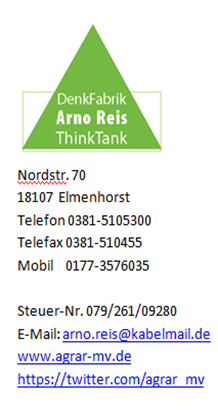 DenkFabrik
Arno Reis
ThinkTank
Nordstr. 70
18107 Elmenhorst
Telefon 0381-5105300
Telefax 0381-510455
Mobil 0177-3576035
Steuer-Nr. 079/261/09280
E-Mail: arno.reis@kabelmail.de
www.agrar-mv.de
https://twitter.com/agrar_mv